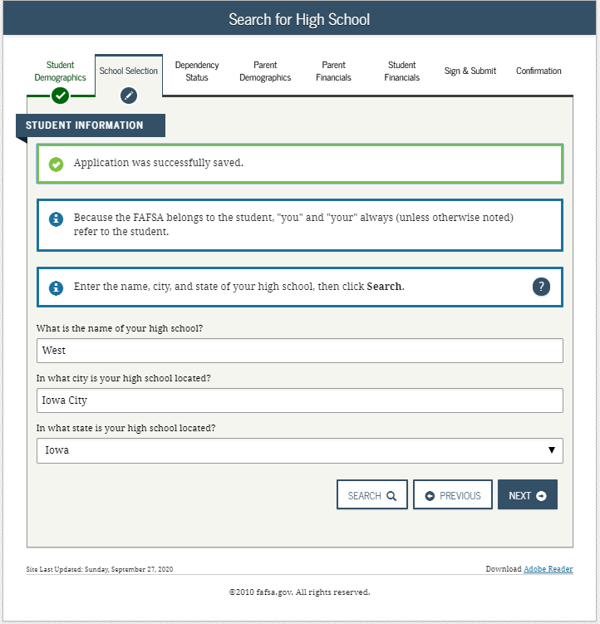 Search for High School
Student Demographics
School Selection
Dependency Status
Parent Demographics
Parent Financials
Student Financials
Sign & Submit
Confirmation
STUDENT INFORMATION
Application was successfully saved.
Because the FAFSA belongs to the student, "you" and "your" always (unless otherwise noted)
refer to the student.
Enter the name, city, and state of your high school, then click Search.
?
What is the name of your high school?
West
In what city is your high school located?
Iowa City
In what state is your high school located?
Iowa
SEARCH
PREVIOUS
NEXT
Site Last Updated: Sunday, September 27, 2020
Download Adobe Reader
©2010 fafsa.gov. All rights reserved.